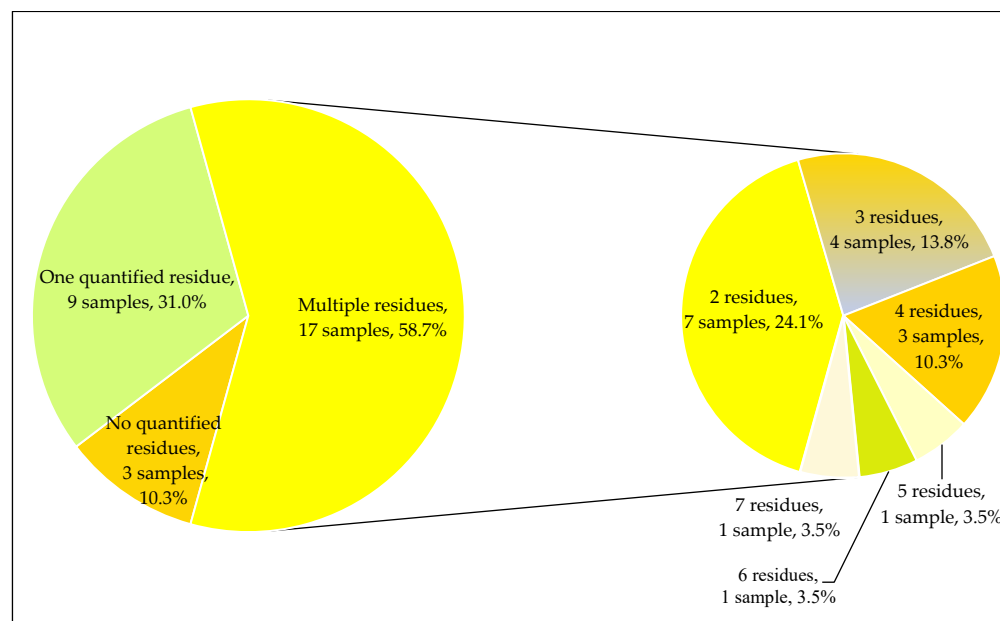 One quantified residue,
9 samples, 31.0%
No quantified
residues,
3 samples,
10.3%
Multiple residues,
17 samples, 58.7%
2 residues,
7 samples, 24.1%
3 residues,
4 samples, 13.8%
4 residues,
3 samples,
10.3%
5 residues,
1 sample, 3.5%
6 residues,
1 sample, 3.5%
7 residues,
1 sample, 3.5%